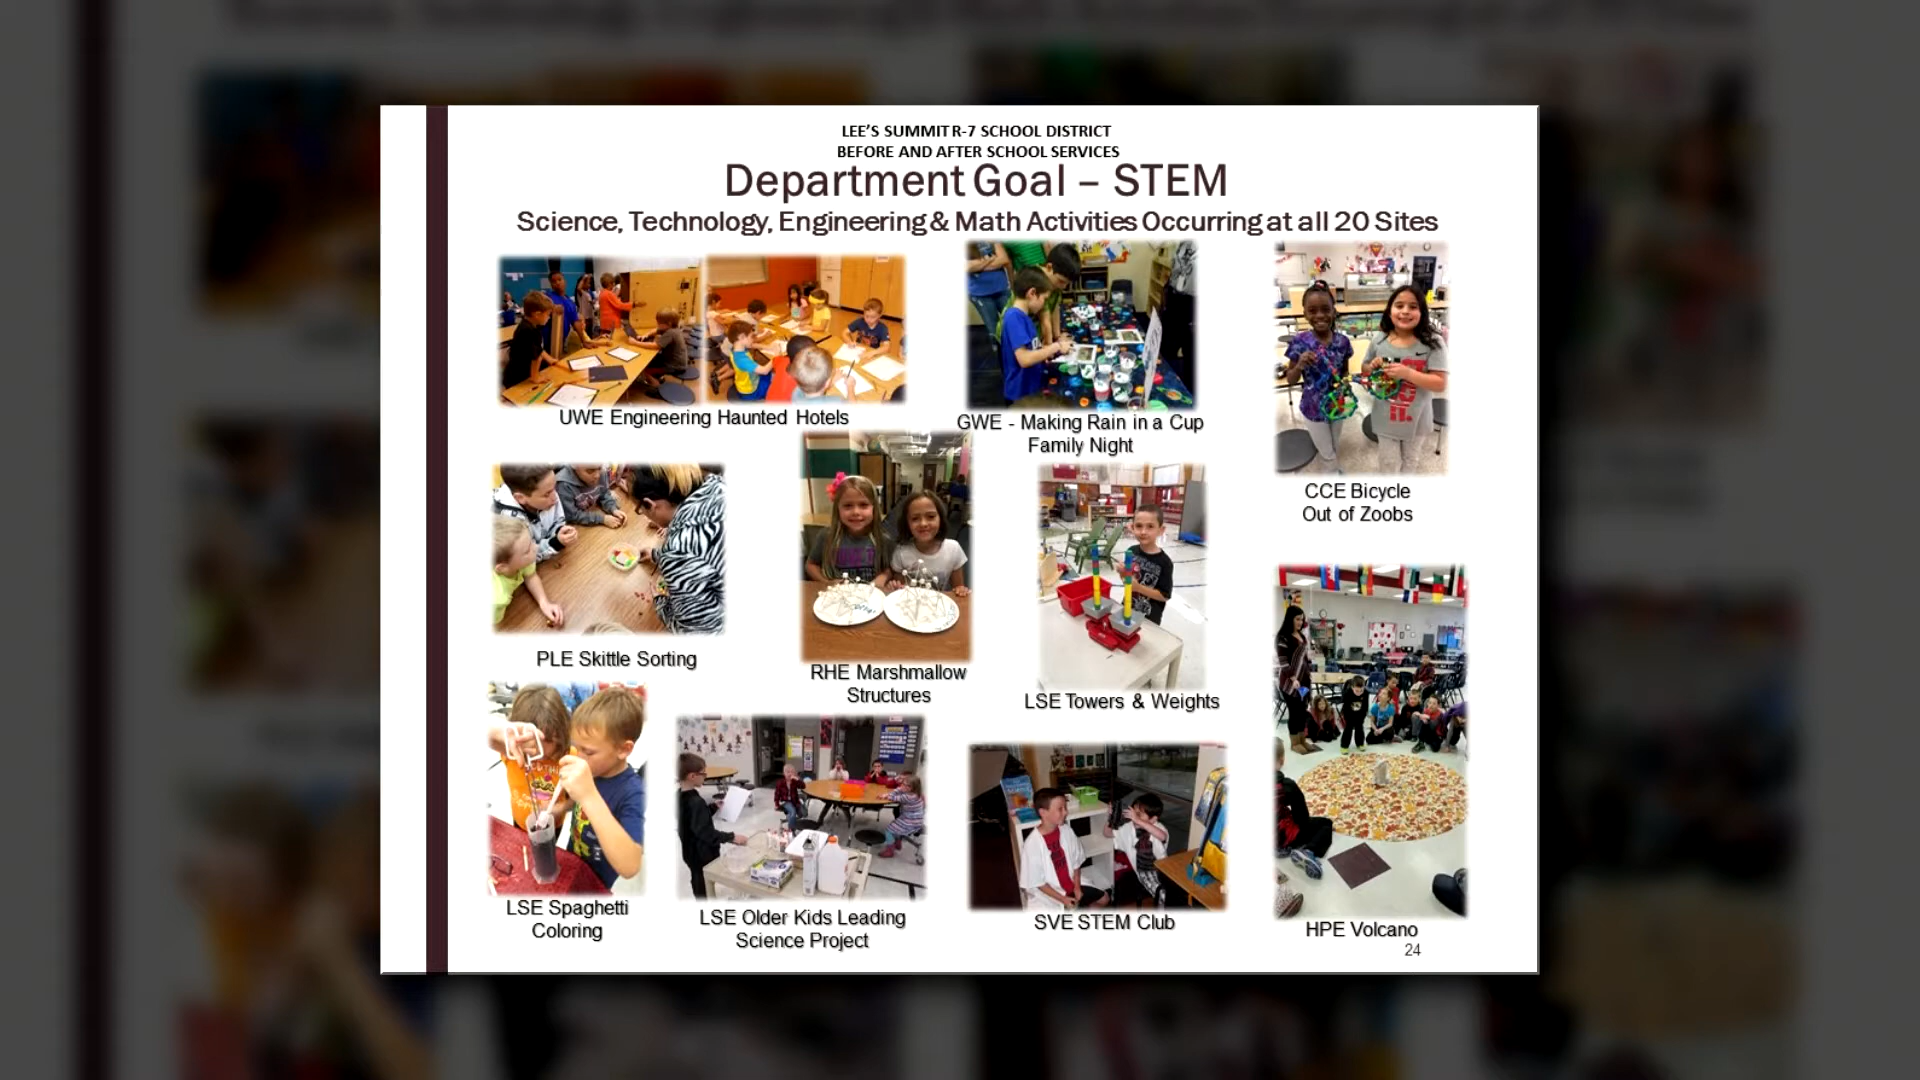 LEE'S SUMMIT R-7 SCHOOL DISTRICT
BEFORE AND AFTER SCHOOL SERVICES
Department Goal – STEM
Science, Technology, Engineering & Math Activities Occurring at all 20 Sites
UWE Engineering Haunted Hotels
GWE - Making Rain in a Cup
Family Night
CCE Bicycle
Out of Zoobs
PLE Skittle Sorting
RHE Marshmallow
Structures
LSE Towers & Weights
LSE Spaghetti
Coloring
LSE Older Kids Leading
Science Project
SVE STEM Club
HPE Volcano
24